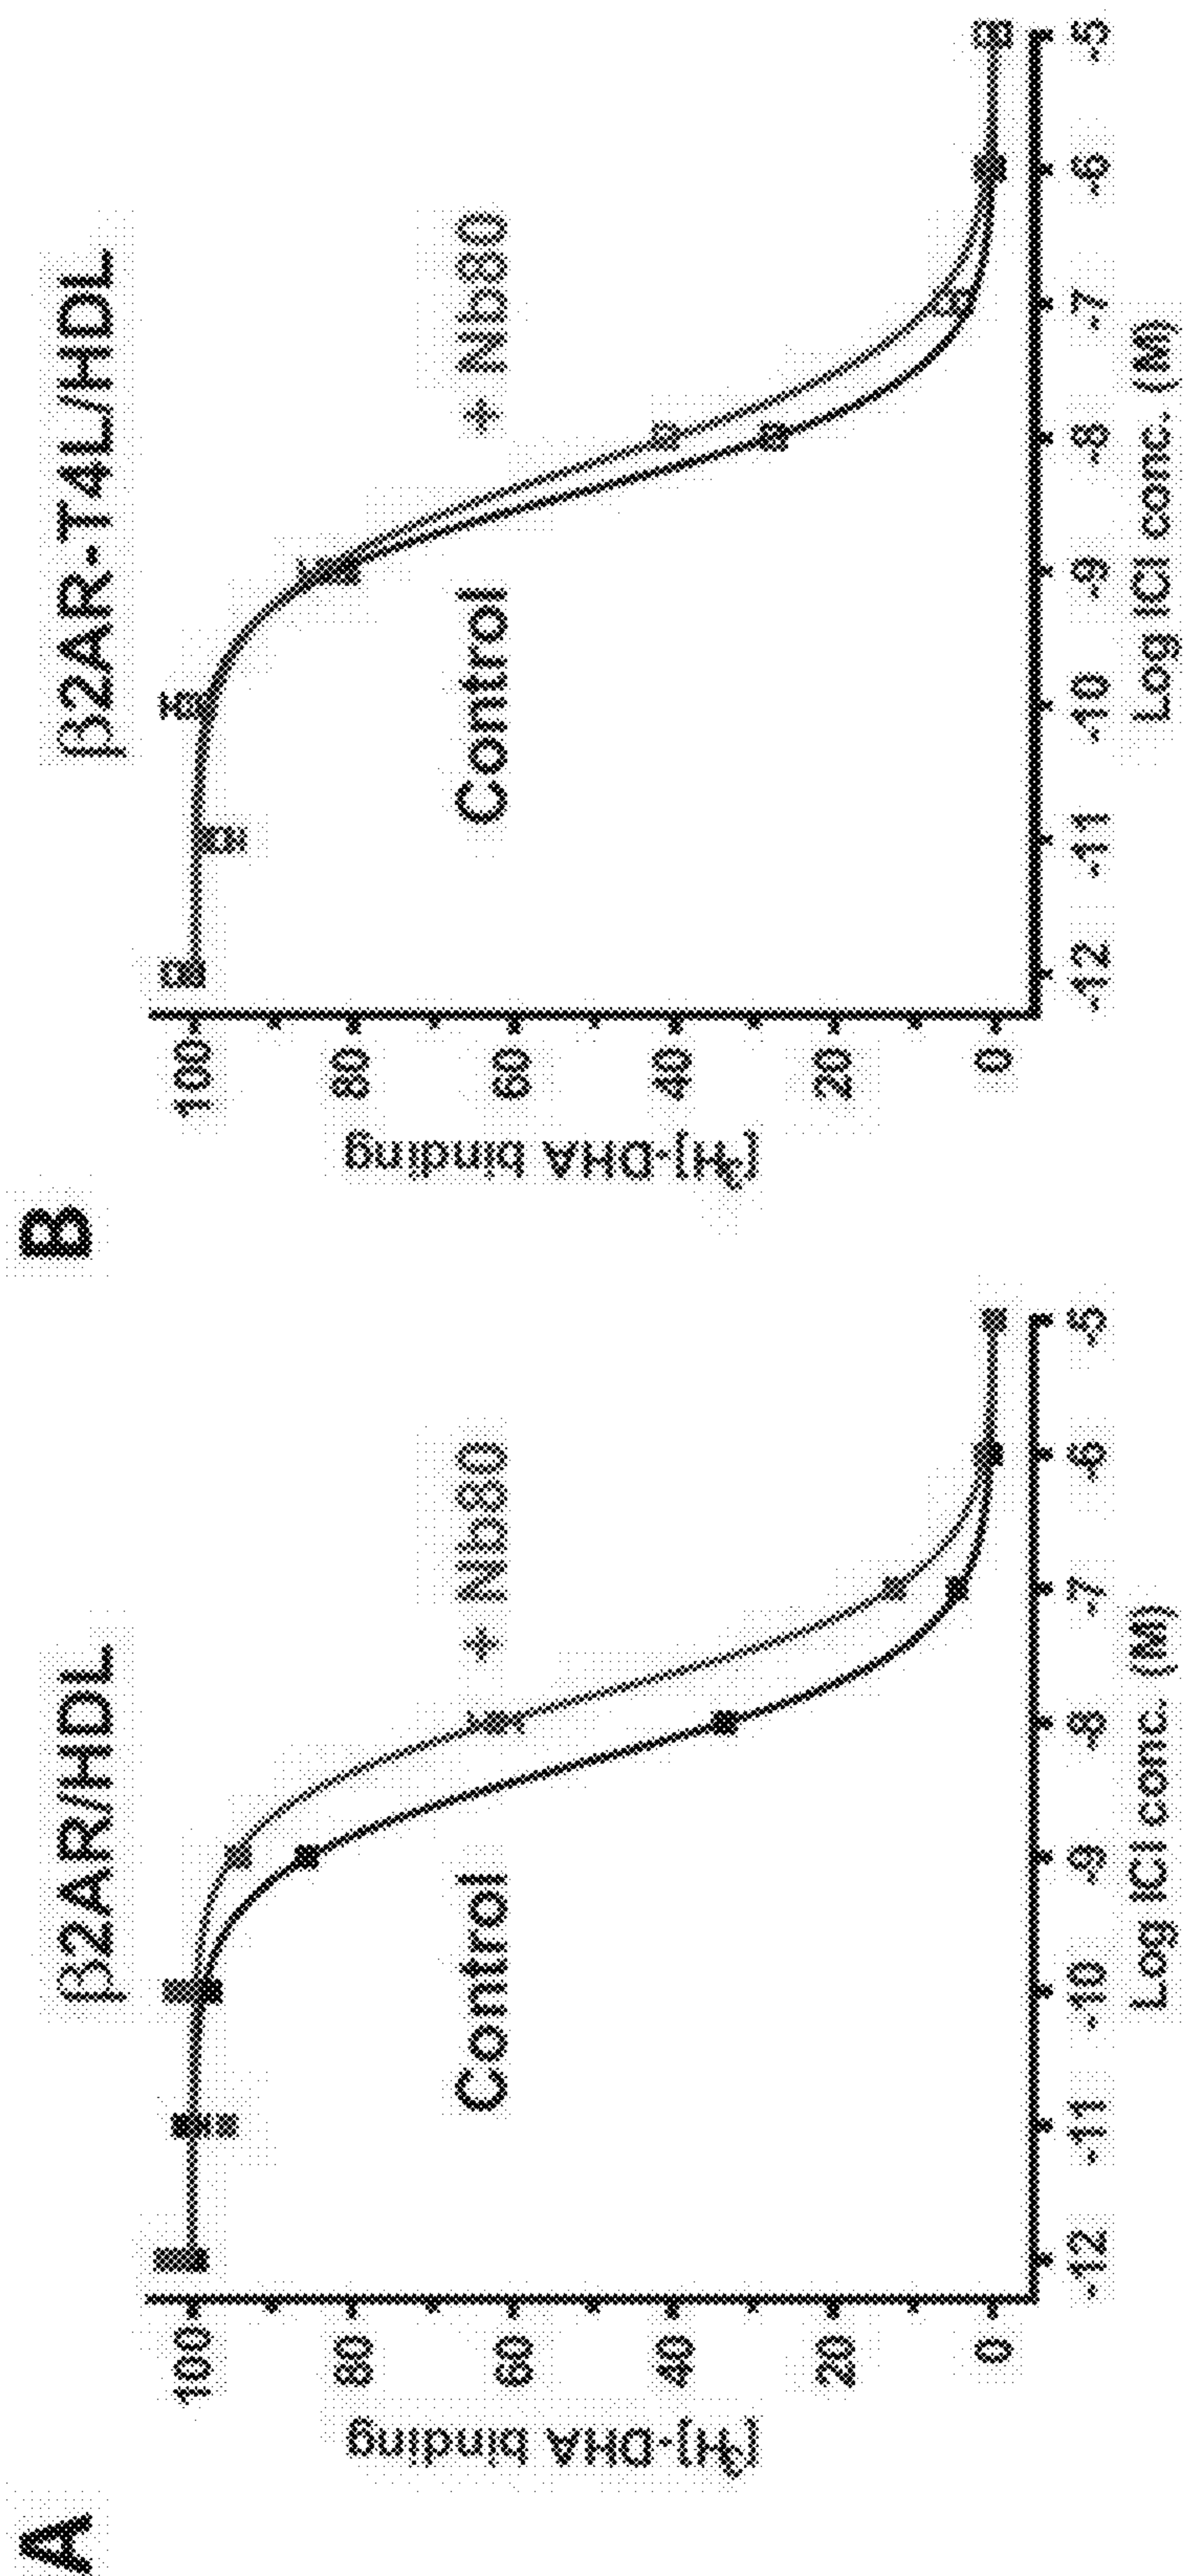 A
β2AR/HDL
[³H]-DHA binding
100
80
60
40
20
0
Control
+ Nb80
-12
-11
-10
-9
-8
-7
-6
-5
Log ICI conc. (M)
B
β2AR-T4L/HDL
[³H]-DHA binding
100
80
60
40
20
0
Control
+ Nb80
-12
-11
-10
-9
-8
-7
-6
-5
Log ICI conc. (M)